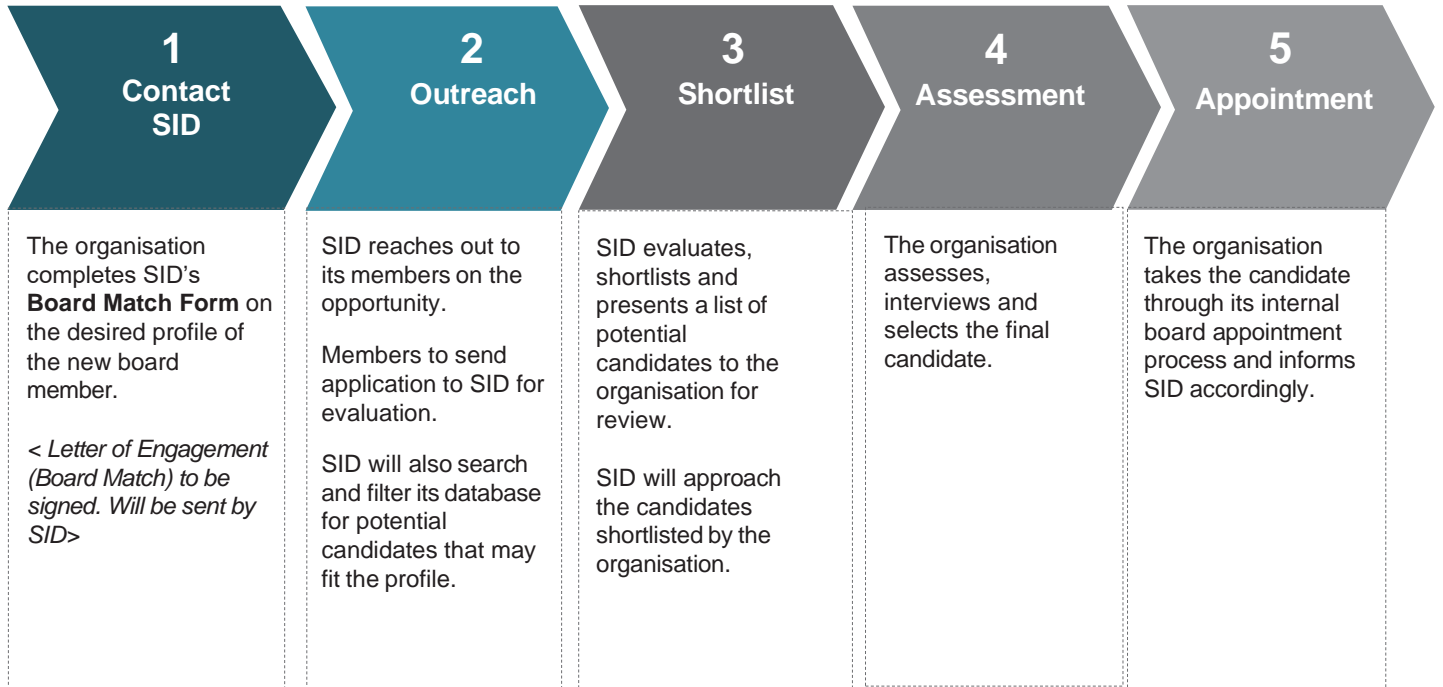 1
Contact
SID
2
Outreach
3
Shortlist
4
Assessment
5
Appointment
The organisation
completes SID’s
Board Match Form on
the desired profile of
the new board
member.
< Letter of Engagement
(Board Match) to be
signed. Will be sent by
SID>
SID reaches out to
its members on the
opportunity.
Members to send
application to SID for
evaluation.
SID will also search
and filter its database
for potential
candidates that may
fit the profile.
SID evaluates,
shortlists and
presents a list of
potential
candidates to the
organisation for
review.
SID will approach
the candidates
shortlisted by the
organisation.
The organisation
assesses,
interviews and
selects the final
candidate.
The organisation
takes the candidate
through its internal
board appointment
process and informs
SID accordingly.